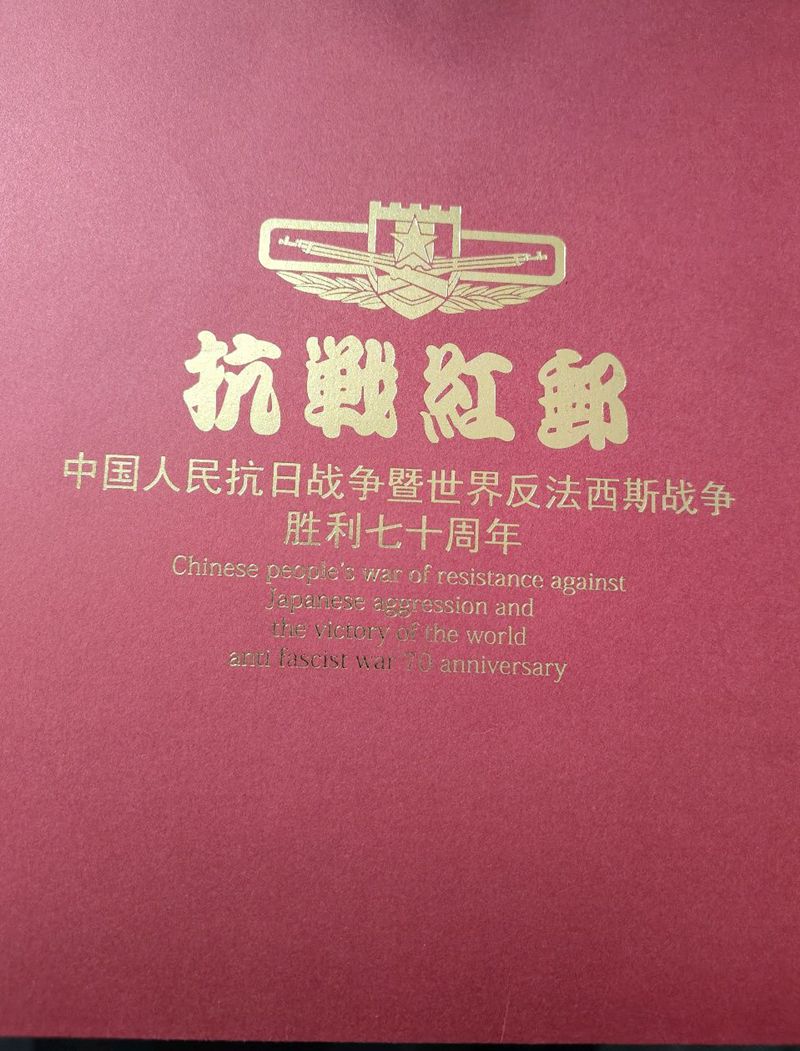 抗戦紅郵
中国人民抗日战争暨世界反法西斯战争
胜利七十周年
Chinese people's war of resistance against
Japanese aggression and
the victory of the world
anti fascist war 70 anniversary